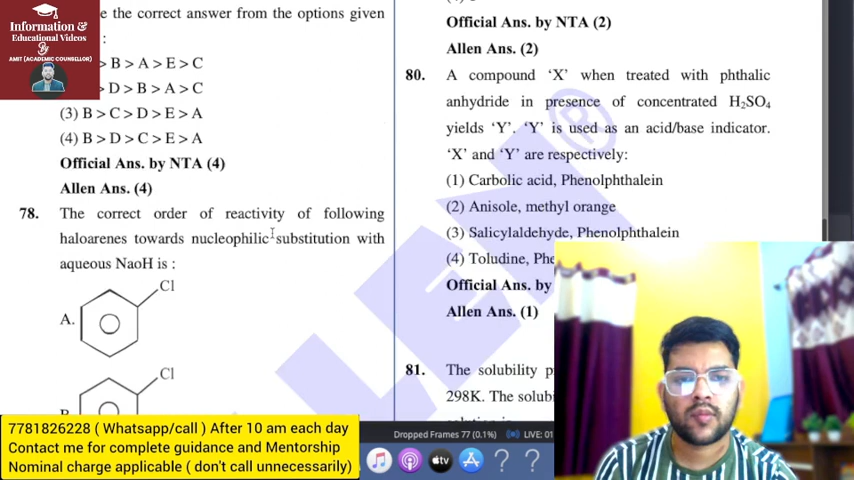 Information &
Educational Videos
By
AMIT (ACADEMIC COUNSELLOR)
e the correct answer from the options given
:
> B > A > E > C
> D > B > A > C
(3) B > C > D > E > A
(4) B > D > C > E > A
Official Ans. by NTA (4)
Allen Ans. (4)
78. The correct order of reactivity of following
haloarenes towards nucleophilic substitution with
aqueous NaoH is :
Cl
A.
Cl
Official Ans. by NTA (2)
Allen Ans. (2)
80. A compound ‘X’ when treated with phthalic
anhydride in presence of concentrated H₂SO₄
yields ‘Y’. ‘Y’ is used as an acid/base indicator.
‘X’ and ‘Y’ are respectively:
(1) Carbolic acid, Phenolphthalein
(2) Anisole, methyl orange
(3) Salicylaldehyde, Phenolphthalein
(4) Toludine, Phe
Official Ans. by
Allen Ans. (1)
81. The solubility p
298K. The solubi
7781826228 ( Whatsapp/call ) After 10 am each day
Contact me for complete guidance and Mentorship
Nominal charge applicable ( don't call unnecessarily)
Dropped Frames 77 (0.1%) LIVE: 01
tv